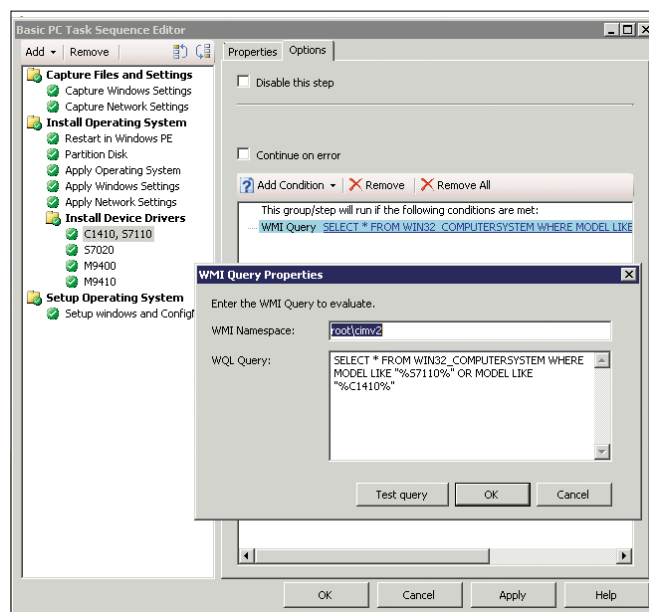 Basic PC Task Sequence Editor
Add
Remove
Capture Files and Settings
Capture Windows Settings
Capture Network Settings
Install Operating System
Restart in Windows PE
Partition Disk
Apply Operating System
Apply Windows Settings
Apply Network Settings
Install Device Drivers
C1410, S7110
S7020
M9400
M9410
Setup Operating System
Setup windows and Config
Properties Options
Disable this step
Continue on error
Add Condition Remove Remove All
This group/step will run if the following conditions are met:
WMI Query SELECT * FROM WIN32_COMPUTERSYSTEM WHERE MODEL LIKE
WMI Query Properties
Enter the WMI Query to evaluate.
WMI Namespace: root\cimv2
WQL Query: SELECT * FROM WIN32_COMPUTERSYSTEM WHERE
MODEL LIKE "%S7110%" OR MODEL LIKE
"%C1410%"
Test query OK Cancel
OK Cancel Apply Help